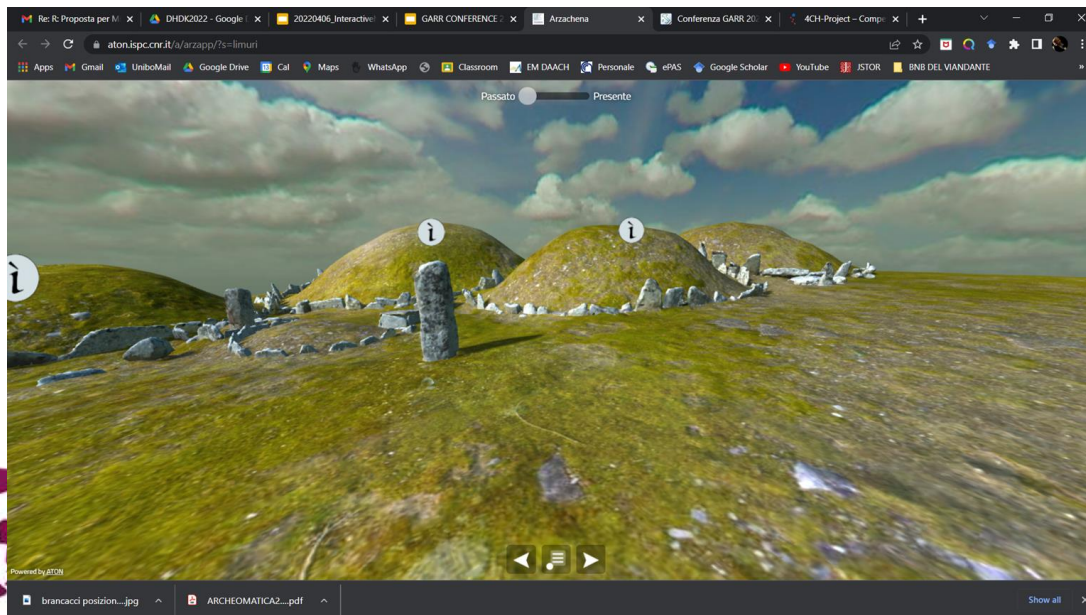 Re: R: Proposta per M
DHDK2022 - Google
20220406_Interactive
GARR CONFERENCE 2
Arzachena
Conferenza GARR 202
4CH-Project – Compe
aton.ispc.cnr.it/a/arzapp/?s=limuri
Apps Gmail UniboMail Google Drive Cal Maps WhatsApp Classroom EM DAACH Personale ePAS Google Scholar YouTube JSTOR BNB DEL VIANDANTE »
Passato Presente
ì ì
ì
Powered by ATON
brancacci posizion....jpg ARCHEOMATICA2....pdf Show all